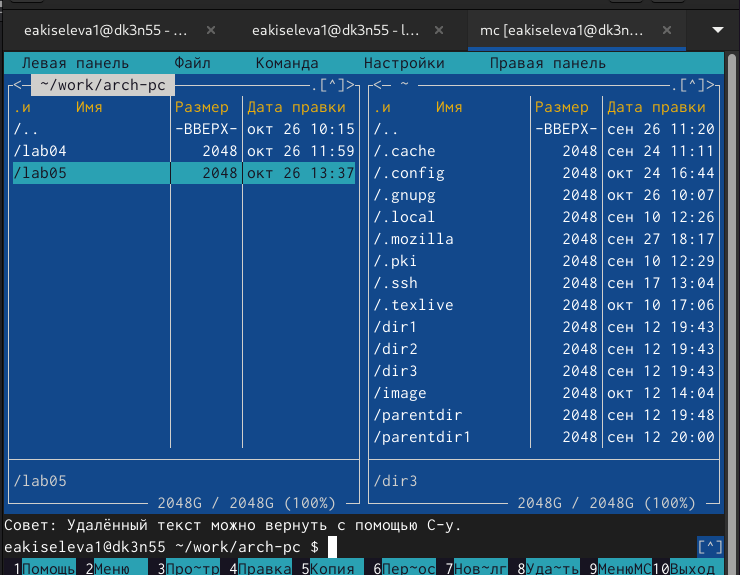 eakiseleva1@dk3n55 - ... × eakiseleva1@dk3n55 - l... × mc [eakiseleva1@dk3n... ×
Левая панель Файл Команда Настройки Правая панель
<─ ~/work/arch-pc .[^]> <─ ~ .[^]>
.и Имя Размер Дата правки .и Имя Размер Дата правки
/.. -ВВЕРХ- окт 26 10:15 /.. -ВВЕРХ- сен 26 11:20
/lab04 2048 окт 26 11:59 /.cache 2048 сен 24 11:11
/lab05 2048 окт 26 13:37 /.config 2048 окт 24 16:44
/.gnupg 2048 окт 26 10:07
/.local 2048 сен 10 12:26
/.mozilla 2048 сен 27 18:17
/.pki 2048 сен 10 12:29
/.ssh 2048 сен 17 13:04
/.texlive 2048 окт 10 17:06
/dir1 2048 сен 12 19:43
/dir2 2048 сен 12 19:43
/dir3 2048 сен 12 19:43
/image 2048 окт 12 14:04
/parentdir 2048 сен 12 19:48
/parentdir1 2048 сен 12 20:00
/lab05 /dir3
2048G / 2048G (100%) 2048G / 2048G (100%)
Совет: Удалённый текст можно вернуть с помощью C-y.
eakiseleva1@dk3n55 ~/work/arch-pc $ [^]
1Помощь 2Меню 3Про~тр 4Правка 5Копия 6Пер~ос 7Нов~лг 8Уда~ть 9МенюMC 10Выход